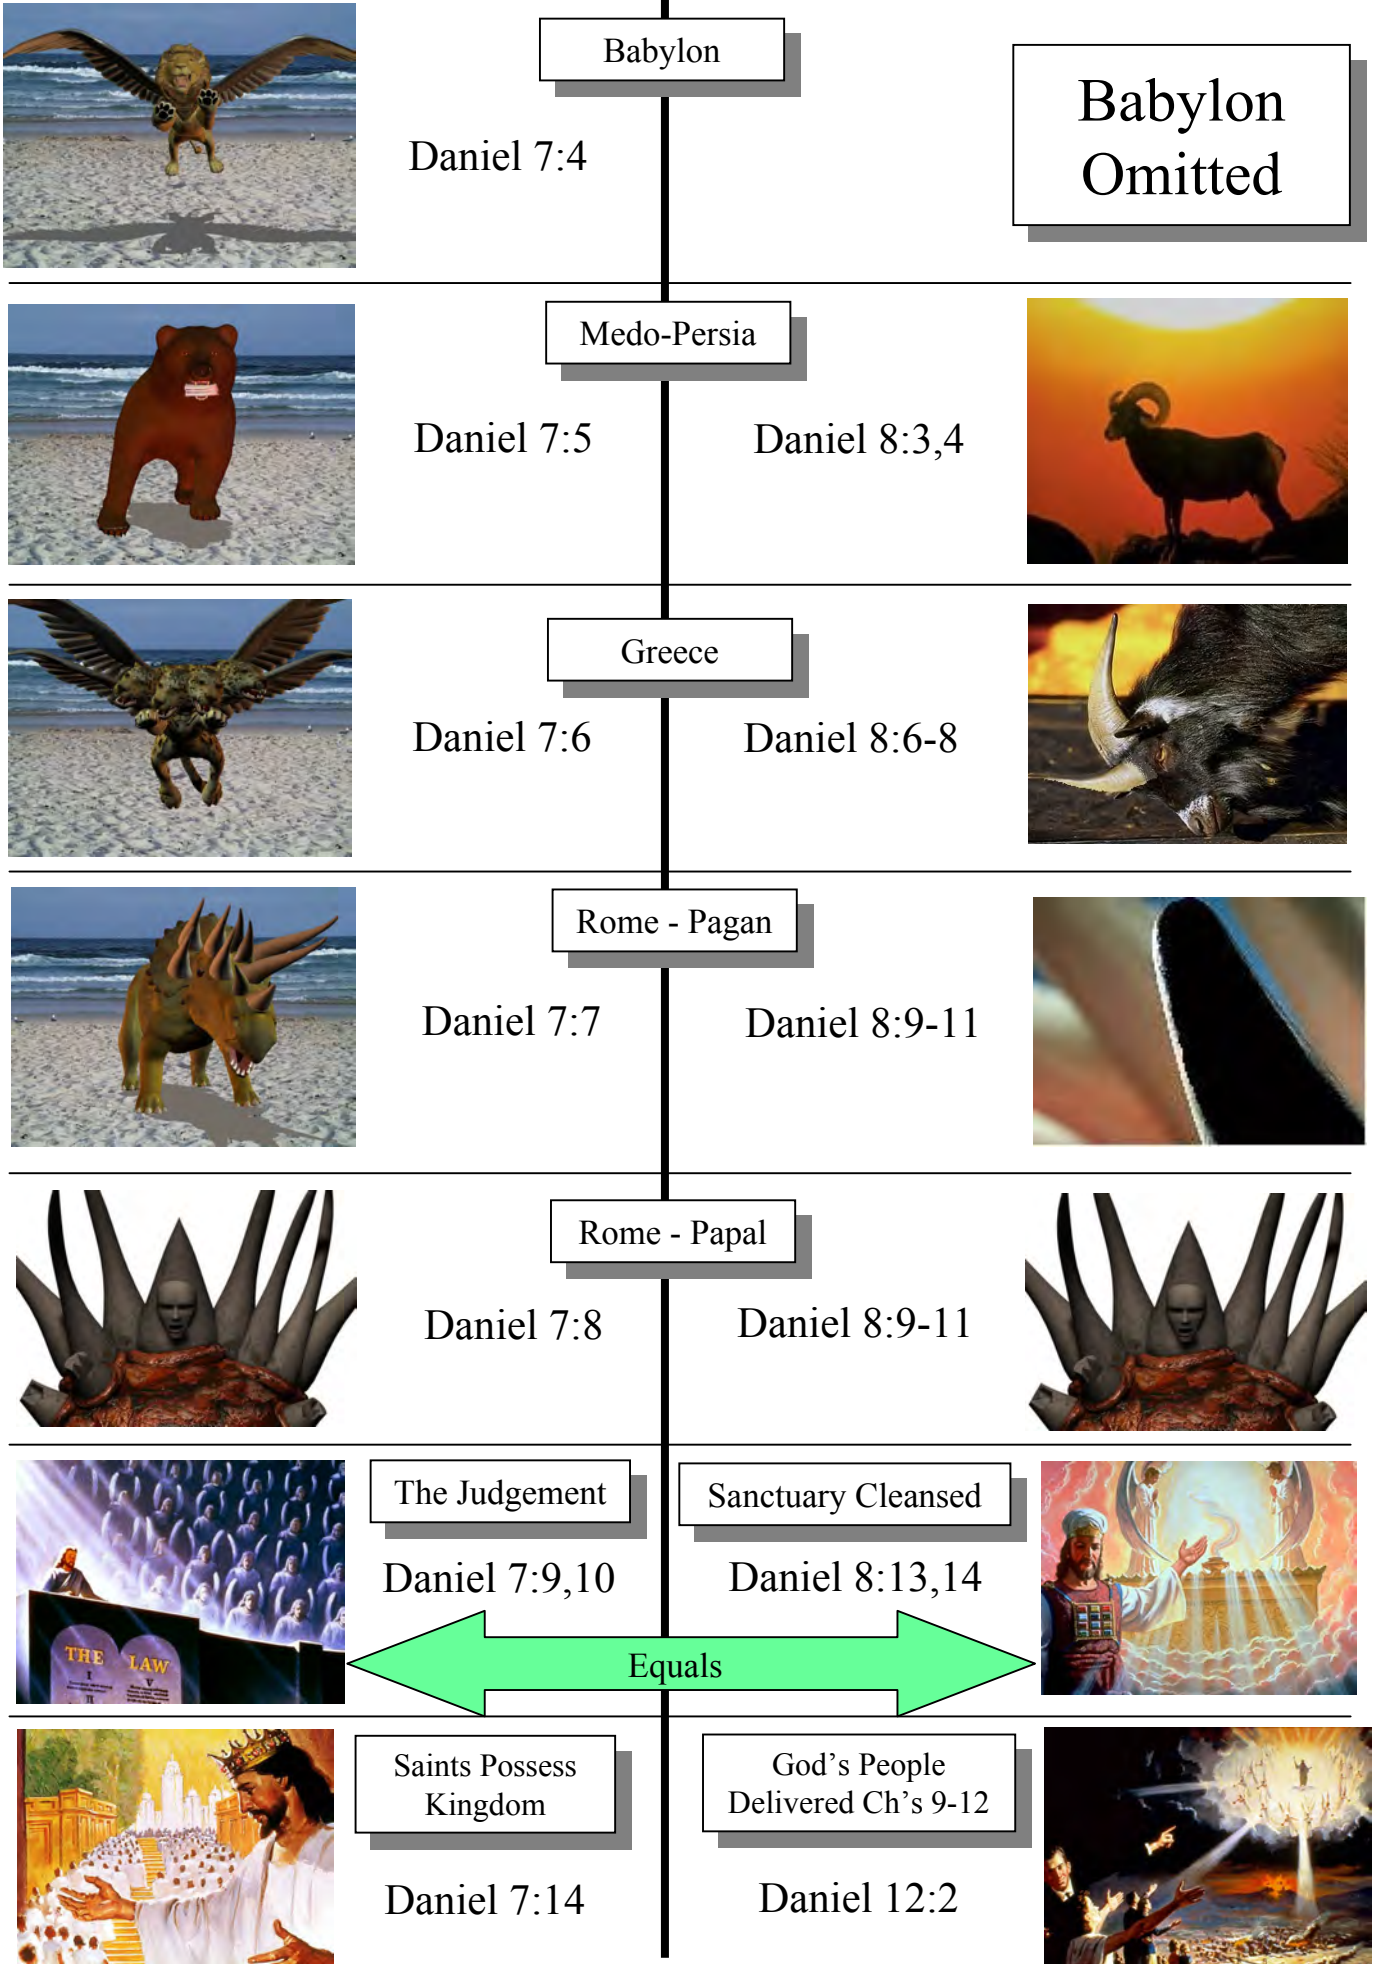 Babylon
Babylon
Omitted
Daniel 7:4
Medo-Persia
Daniel 7:5
Daniel 8:3,4
Greece
Daniel 7:6
Daniel 8:6-8
Rome - Pagan
Daniel 7:7
Daniel 8:9-11
Rome - Papal
Daniel 7:8
Daniel 8:9-11
The Judgement
Sanctuary Cleansed
Daniel 7:9,10
Daniel 8:13,14
THE LAW
I V
II
Equals
Saints Possess
Kingdom
God’s People
Delivered Ch’s 9-12
Daniel 7:14
Daniel 12:2